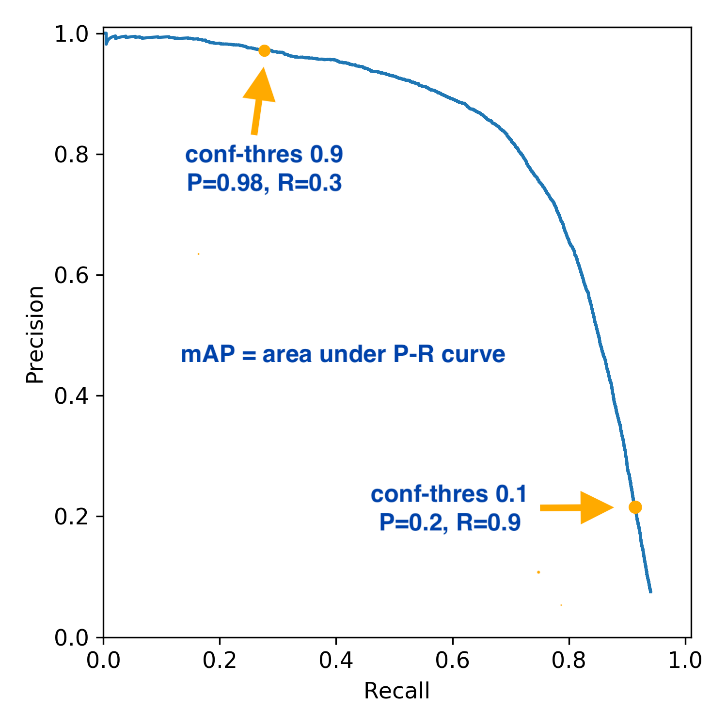 1.0
0.8
0.6
0.4
0.2
0.0
Precision
conf-thres 0.9
P=0.98, R=0.3
mAP = area under P-R curve
conf-thres 0.1
P=0.2, R=0.9
0.0 0.2 0.4 0.6 0.8 1.0
Recall